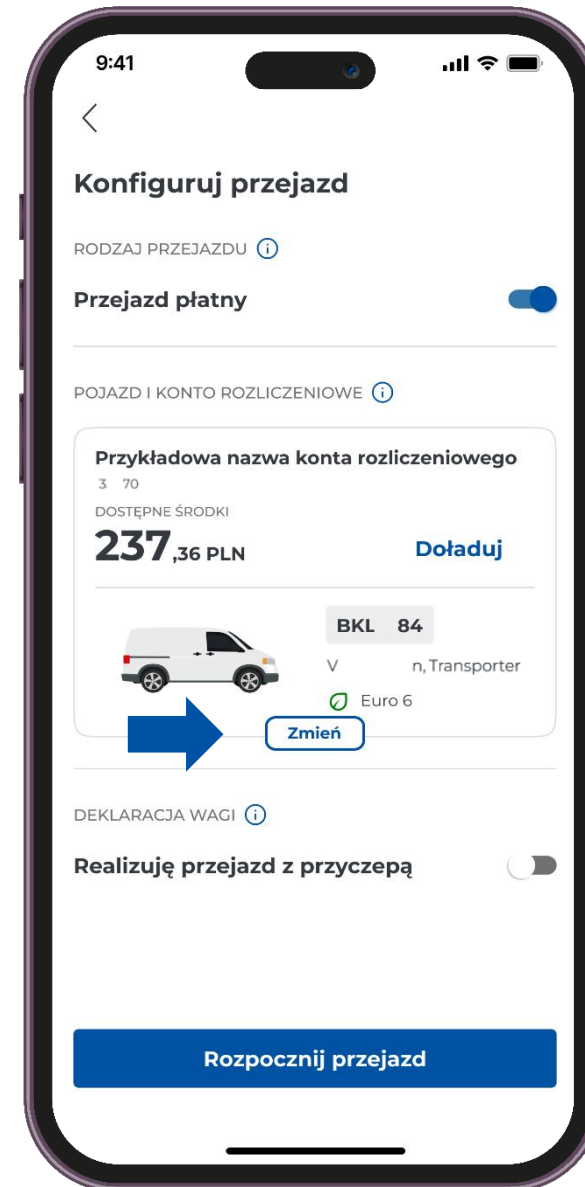 9:41
Konfiguruj przejazd
RODZAJ PRZEJAZDU
Przejazd płatny
POJAZD I KONTO ROZLICZENIOWE
Przykładowa nazwa konta rozliczeniowego
3 70
DOSTĘPNE ŚRODKI
237,36 PLN Doładuj
BKL 84
V n, Transporter
Euro 6
Zmień
DEKLARACJA WAGI
Realizuję przejazd z przyczepą
Rozpocznij przejazd